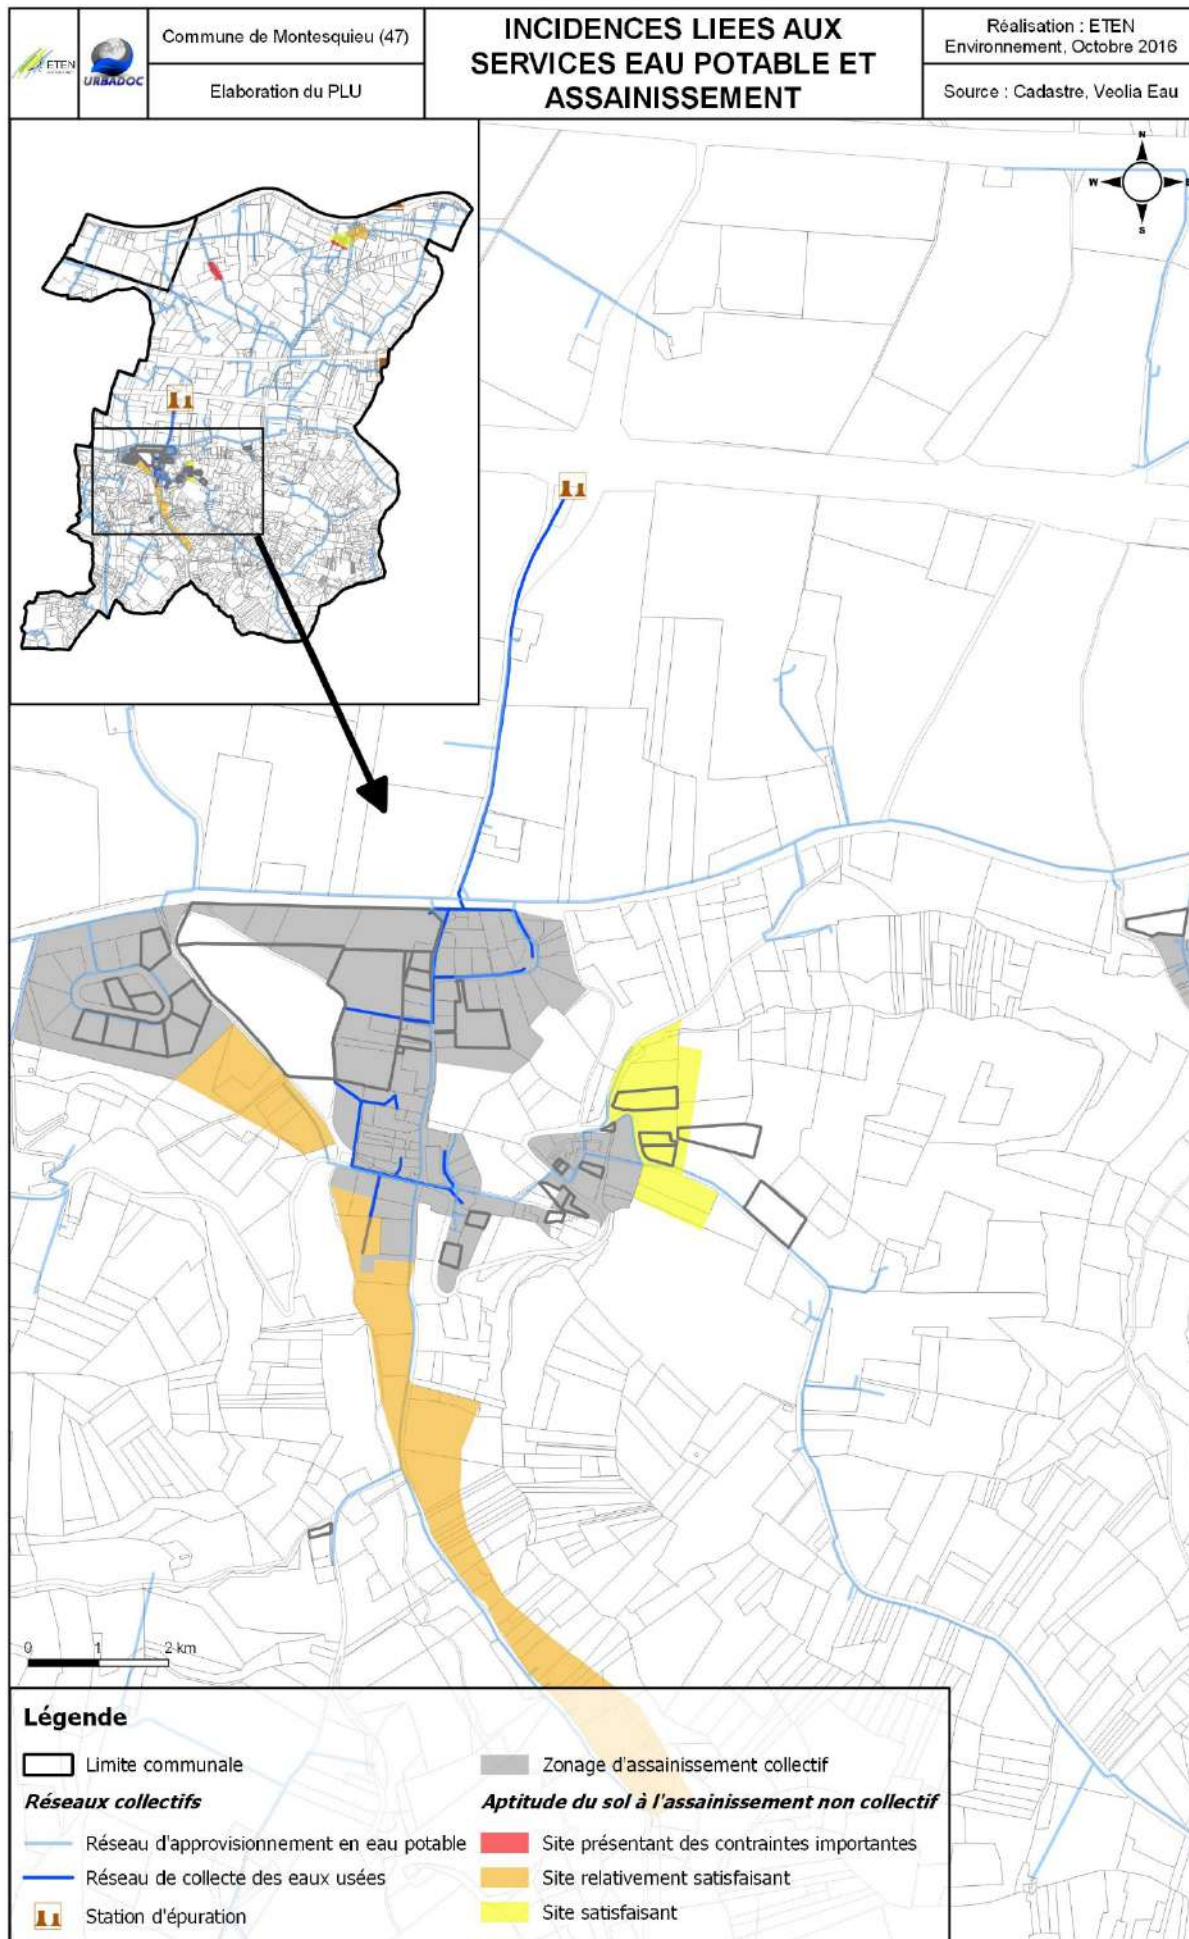 ETEN
URBADOC
Commune de Montesquieu (47)
Elaboration du PLU
INCIDENCES LIEES AUX
SERVICES EAU POTABLE ET
ASSAINISSEMENT
Réalisation : ETEN
Environnement, Octobre 2016
Source : Cadastre, Veolia Eau
N
W
E
S
0 1 2 km
Légende
Limite communale
Réseaux collectifs
Réseau d'approvisionnement en eau potable
Réseau de collecte des eaux usées
Station d'épuration
Zonage d'assainissement collectif
Aptitude du sol à l'assainissement non collectif
Site présentant des contraintes importantes
Site relativement satisfaisant
Site satisfaisant